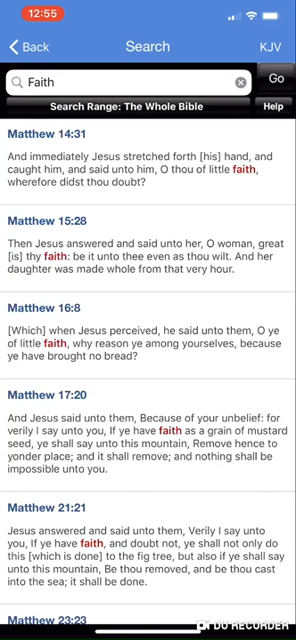 12:55
Back
Search
KJV
Faith
Go
Search Range: The Whole Bible
Help
Matthew 14:31
And immediately Jesus stretched forth [his] hand, and
caught him, and said unto him, O thou of little faith,
wherefore didst thou doubt?
Matthew 15:28
Then Jesus answered and said unto her, O woman, great
[is] thy faith: be it unto thee even as thou wilt. And her
daughter was made whole from that very hour.
Matthew 16:8
[Which] when Jesus perceived, he said unto them, O ye
of little faith, why reason ye among yourselves, because
ye have brought no bread?
Matthew 17:20
And Jesus said unto them, Because of your unbelief: for
verily I say unto you, If ye have faith as a grain of mustard
seed, ye shall say unto this mountain, Remove hence to
yonder place; and it shall remove; and nothing shall be
impossible unto you.
Matthew 21:21
Jesus answered and said unto them, Verily I say unto
you, If ye have faith, and doubt not, ye shall not only do
this [which is done] to the fig tree, but also if ye shall say
unto this mountain, Be thou removed, and be thou cast
into the sea; it shall be done.
Matthew 23:23
DU RECORDER